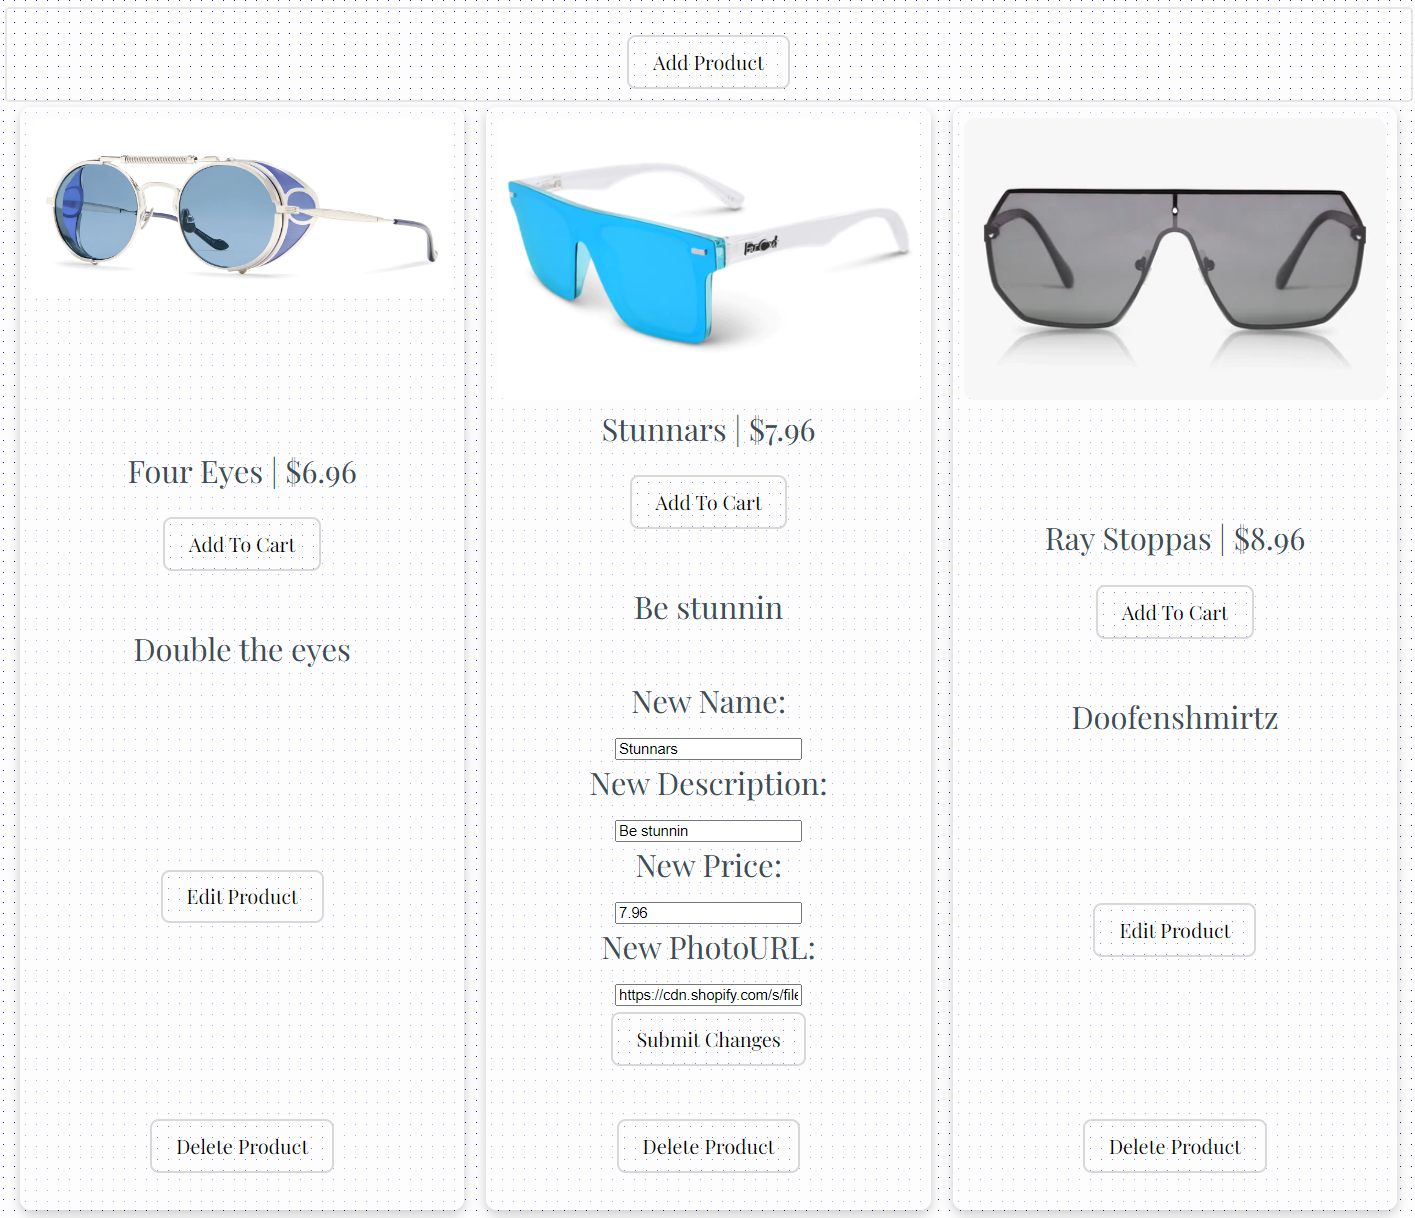 Add Product
Four Eyes | $6.96
Add To Cart
Double the eyes
Edit Product
Delete Product
Stunnars | $7.96
Add To Cart
Be stunnin
New Name:
Stunnars
New Description:
Be stunnin
New Price:
7.96
New PhotoURL:
https://cdn.shopify.com/s/file
Submit Changes
Delete Product
Ray Stoppas | $8.96
Add To Cart
Doofenshmirtz
Edit Product
Delete Product